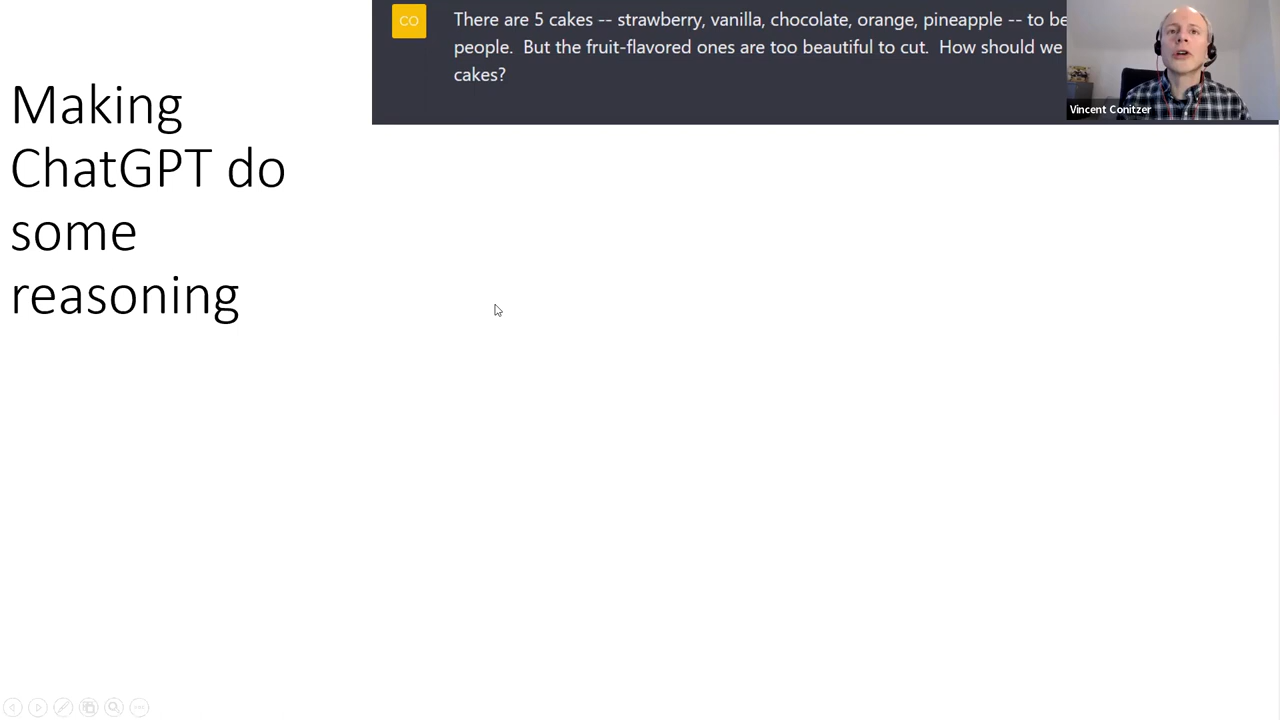 Making
ChatGPT do
some
reasoning
CO
There are 5 cakes -- strawberry, vanilla, chocolate, orange, pineapple -- to be
people.  But the fruit-flavored ones are too beautiful to cut.  How should we
cakes?
Vincent Conitzer